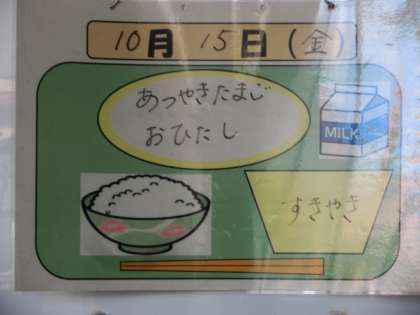 10月 15日(金)
あつやきたまご
おひたし
MILK
すきやき